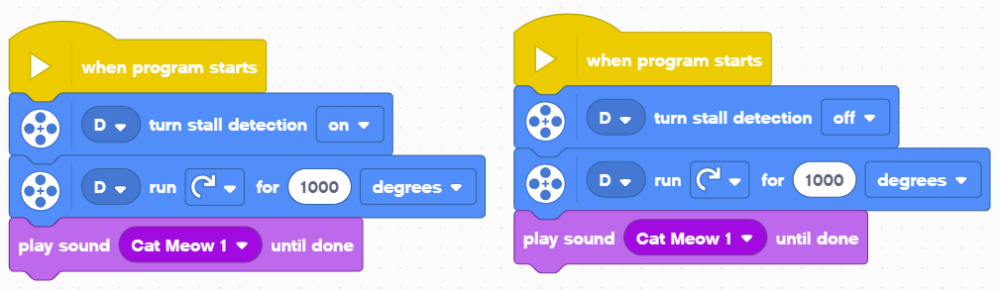 when program starts
D turn stall detection on
D run for 1000 degrees
play sound Cat Meow 1 until done
when program starts
D turn stall detection off
D run for 1000 degrees
play sound Cat Meow 1 until done